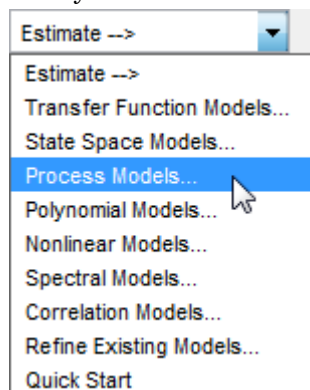 Estimate -->
Estimate -->
Transfer Function Models...
State Space Models...
Process Models...
Polynomial Models...
Nonlinear Models...
Spectral Models...
Correlation Models...
Refine Existing Models...
Quick Start